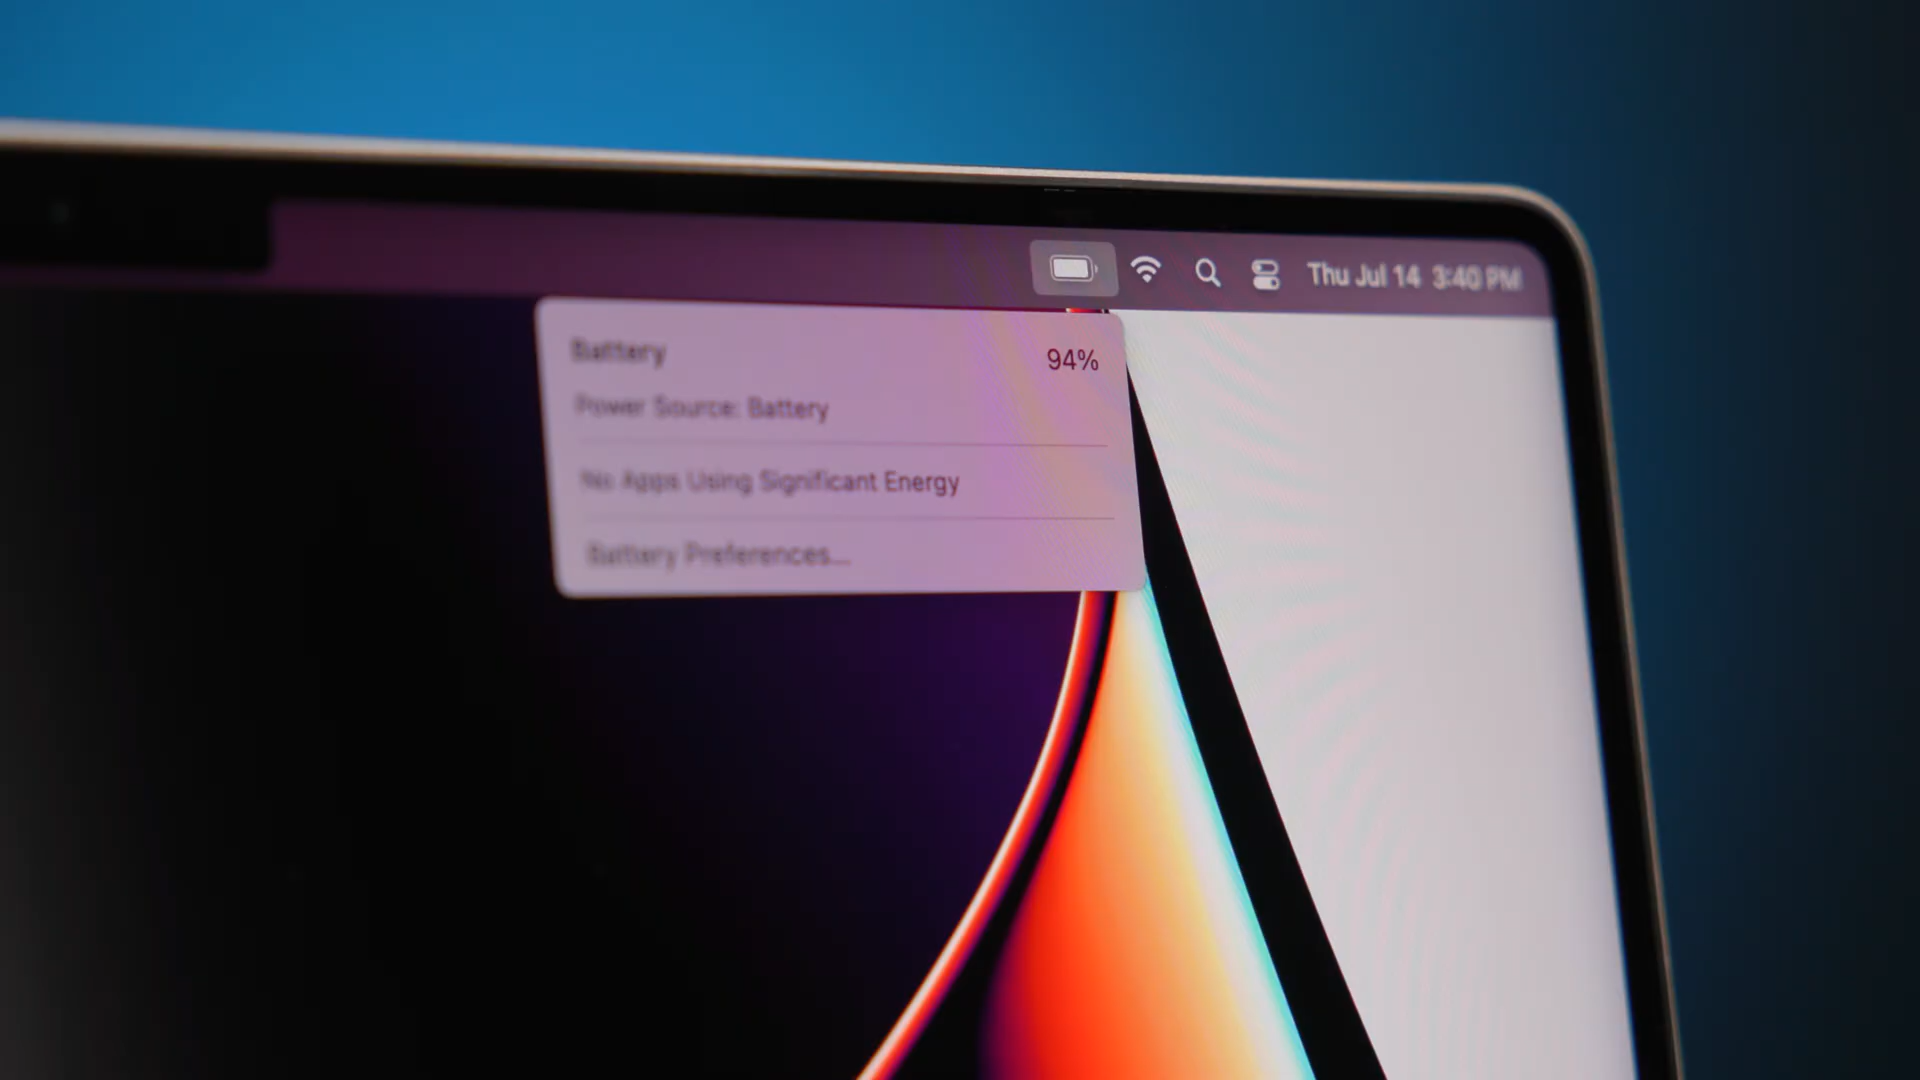 Thu Jul 14 3:40 PM
Battery 94%
Power Source: Battery
No Apps Using Significant Energy
Battery Preferences...